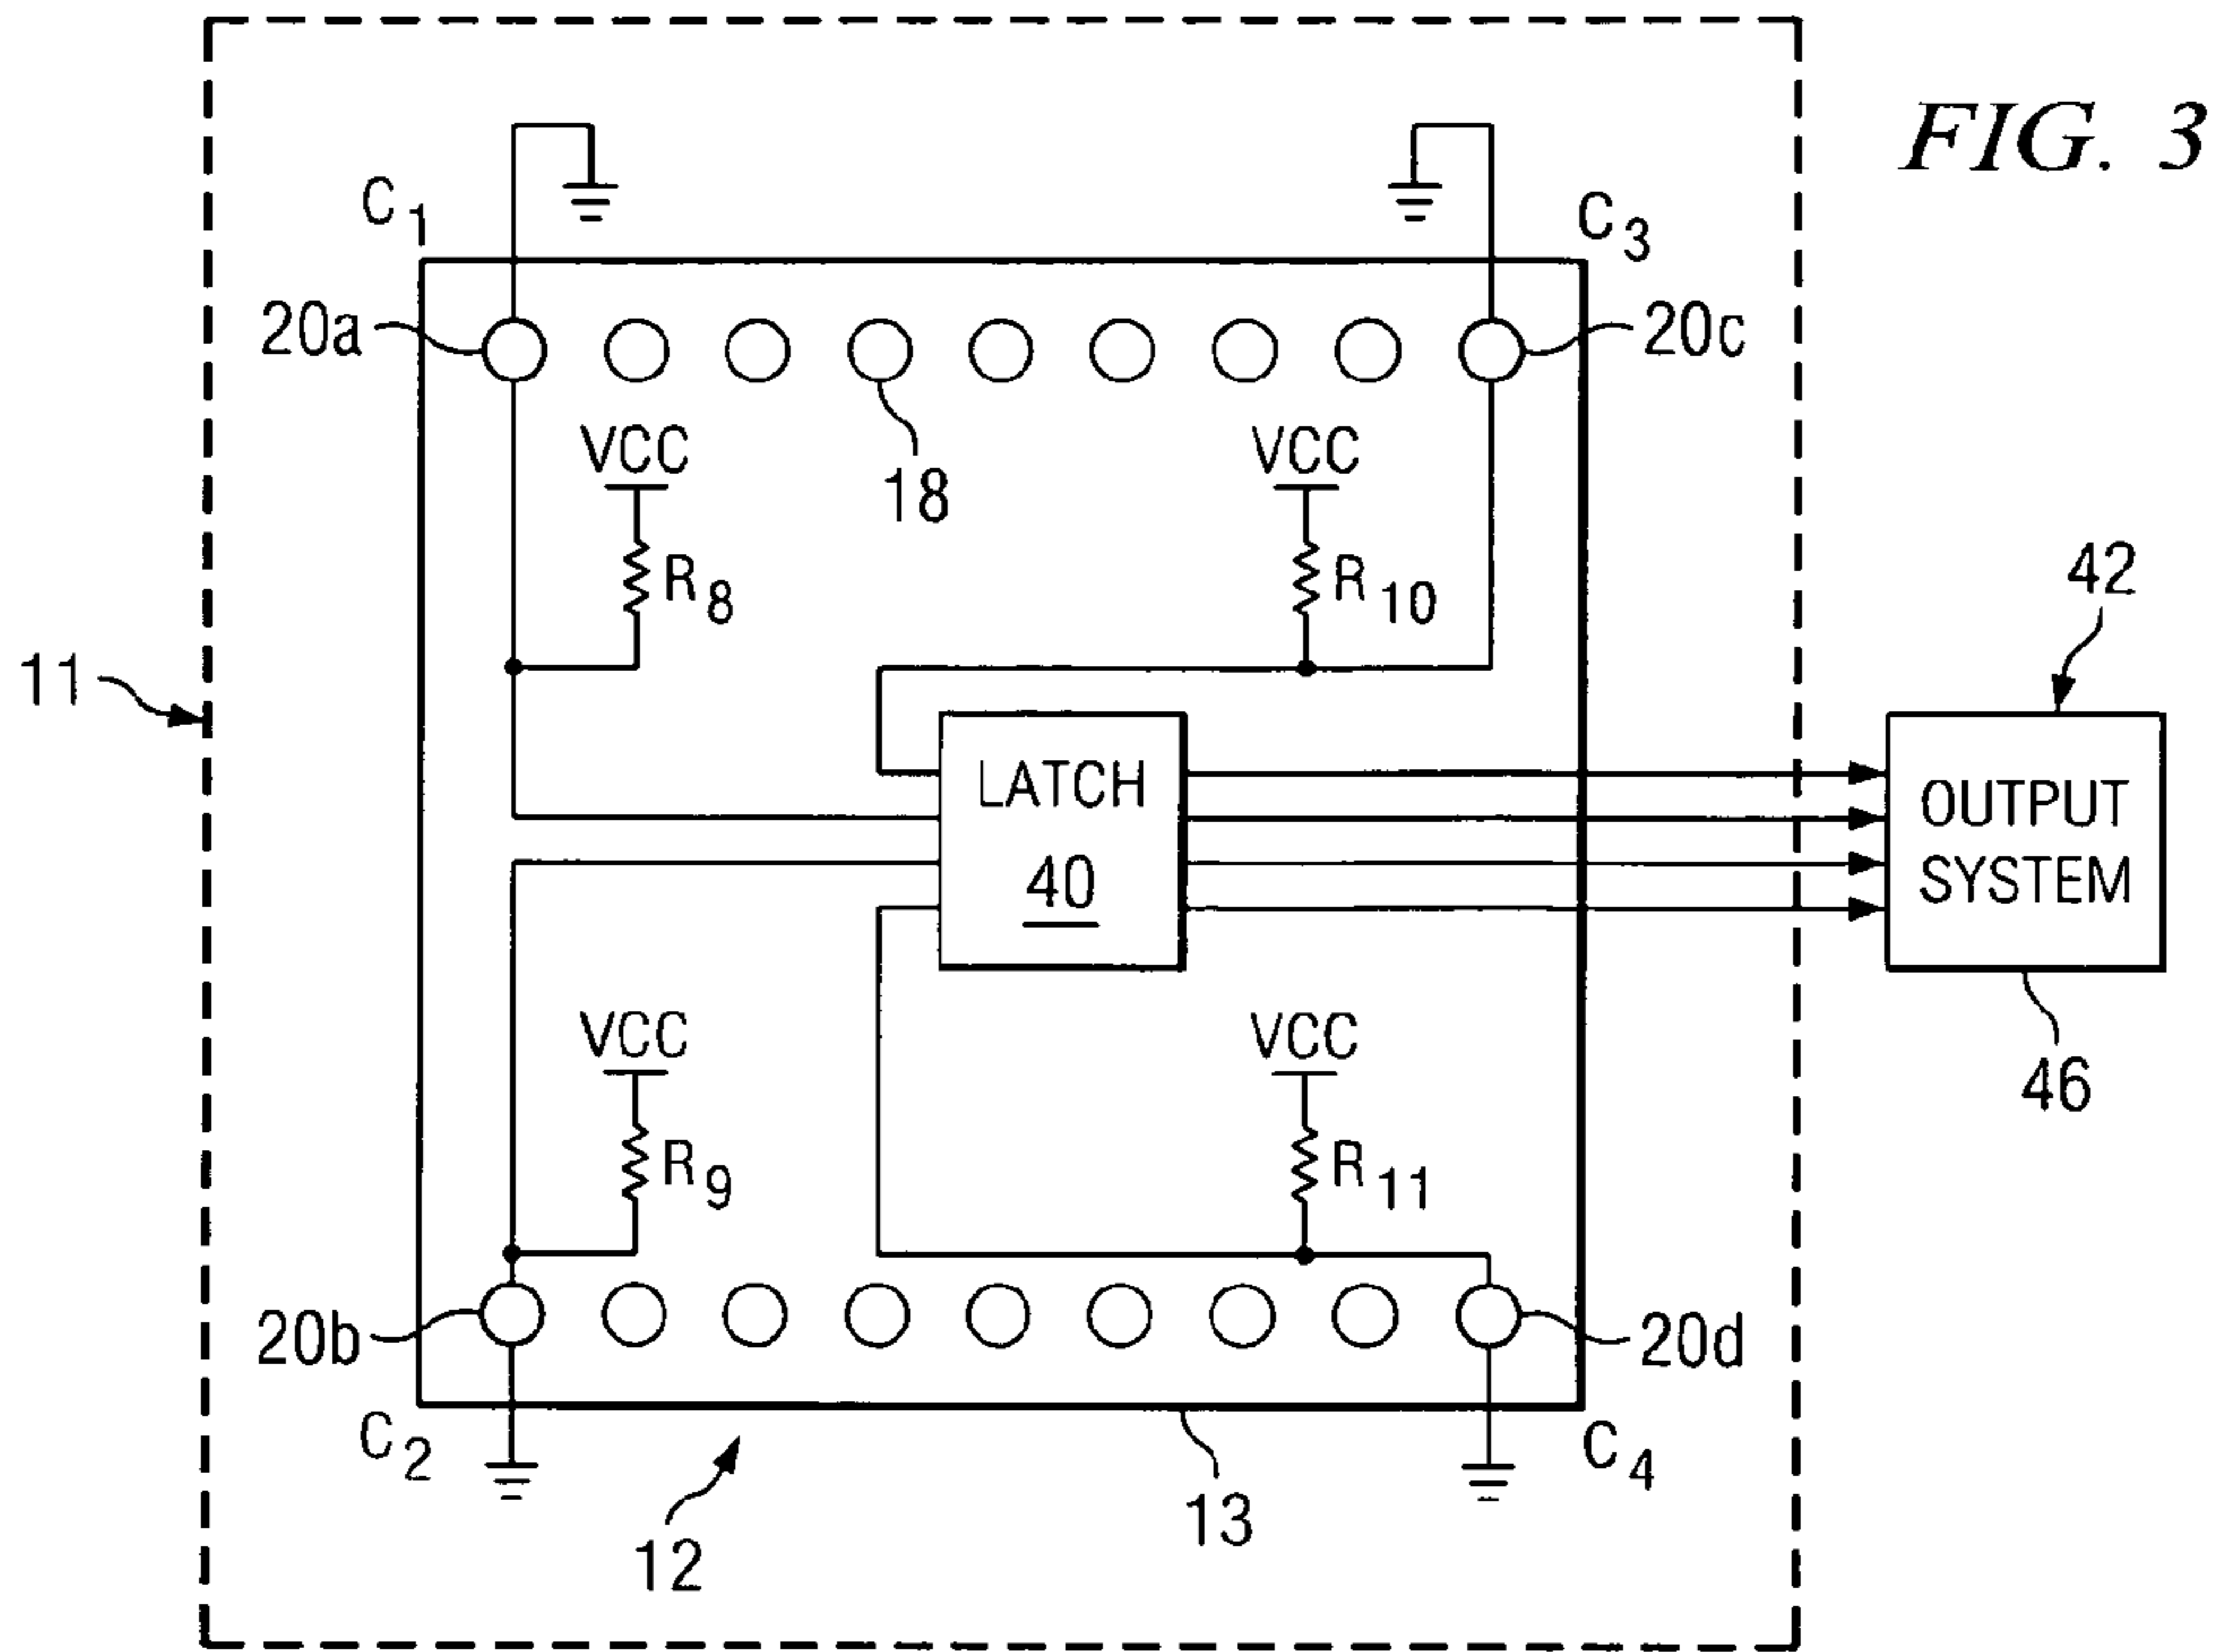 FIG. 3
C1
C3
20a
20c
VCC
VCC
18
R8
R10
42
11
LATCH
40
OUTPUT
SYSTEM
VCC
VCC
46
R9
R11
20b
20d
C2
C4
13
12